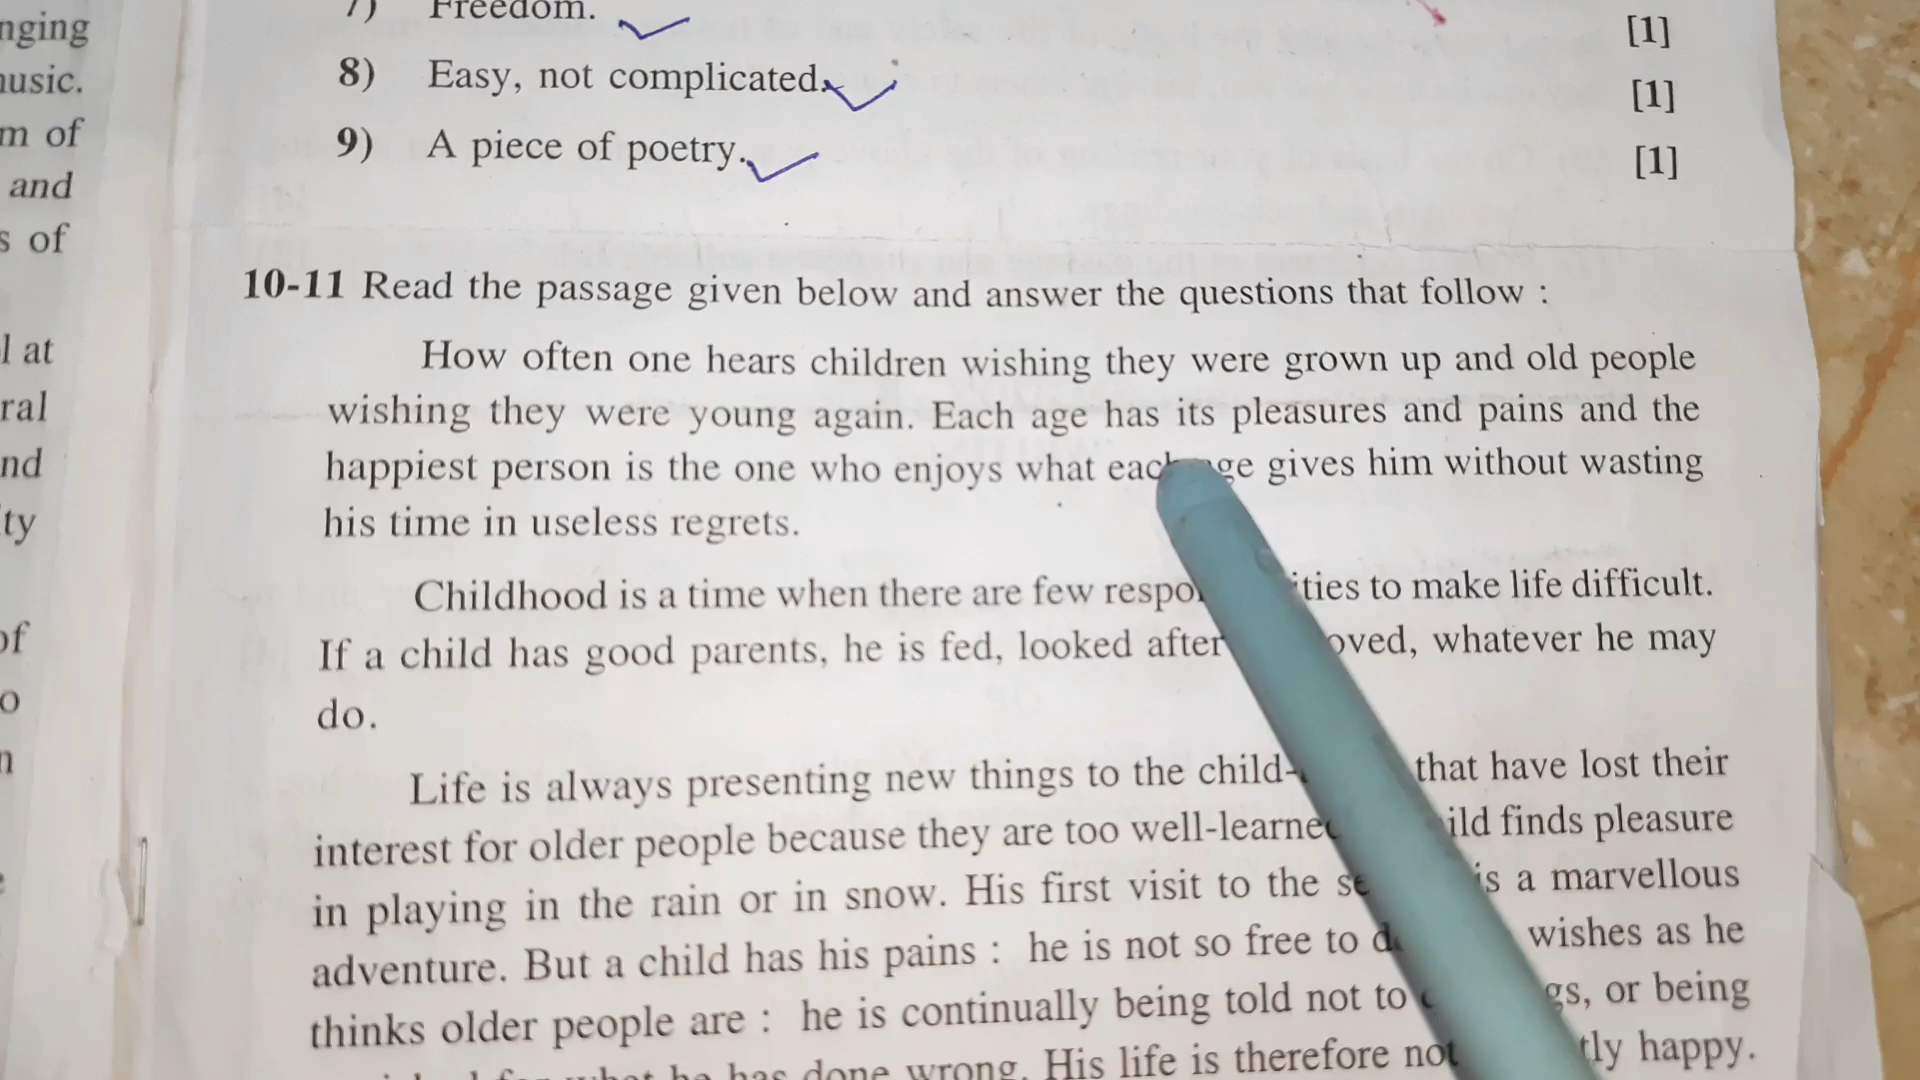 nging
usic.
m of
and
s of
l at
ral
nd
ty
of
o
n
7) Freedom. [1]
8) Easy, not complicated. [1]
9) A piece of poetry. [1]
10-11 Read the passage given below and answer the questions that follow :
How often one hears children wishing they were grown up and old people
wishing they were young again. Each age has its pleasures and pains and the
happiest person is the one who enjoys what gives him without wasting
his time in useless regrets.
Childhood is a time when there are few to make life difficult.
If a child has good parents, he is fed, looked after whatever he may
do.
Life is always presenting new things to the child- that have lost their
interest for older people because they are too well-learned finds pleasure
in playing in the rain or in snow. His first visit to the is a marvellous
adventure. But a child has his pains : he is not so free to wishes as he
thinks older people are : he is continually being told not to or being
for what he has done wrong. His life is therefore not happy.